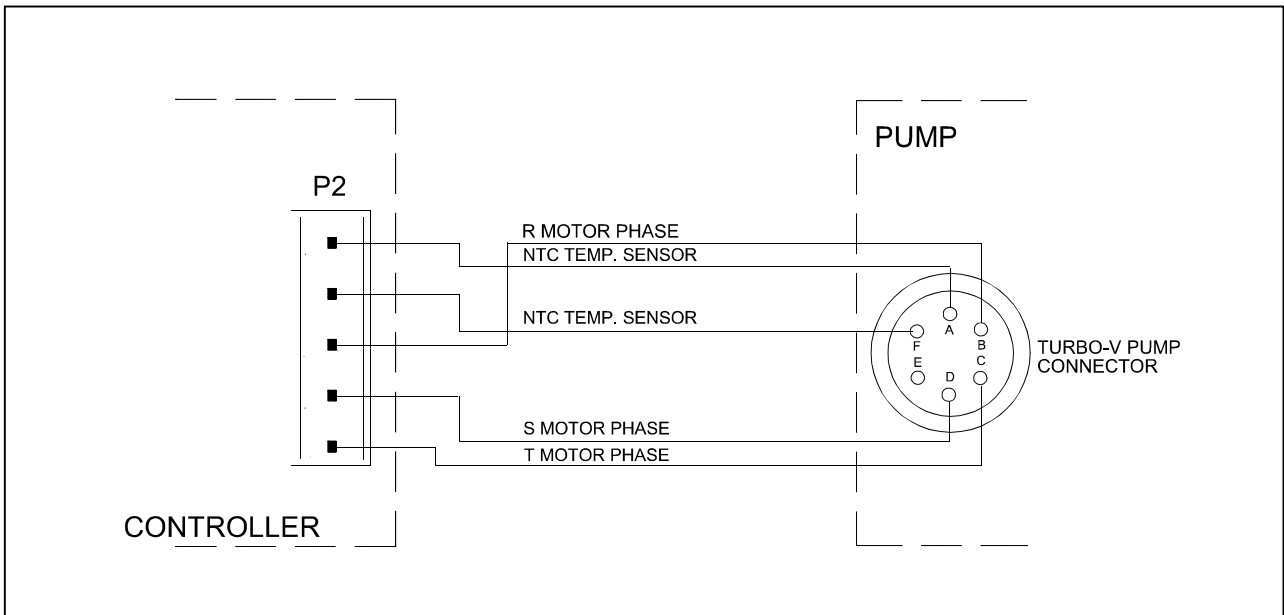 PUMP
P2
R MOTOR PHASE
NTC TEMP. SENSOR
NTC TEMP. SENSOR
A
F
B
E
D
C
TURBO-V PUMP
CONNECTOR
S MOTOR PHASE
T MOTOR PHASE
CONTROLLER